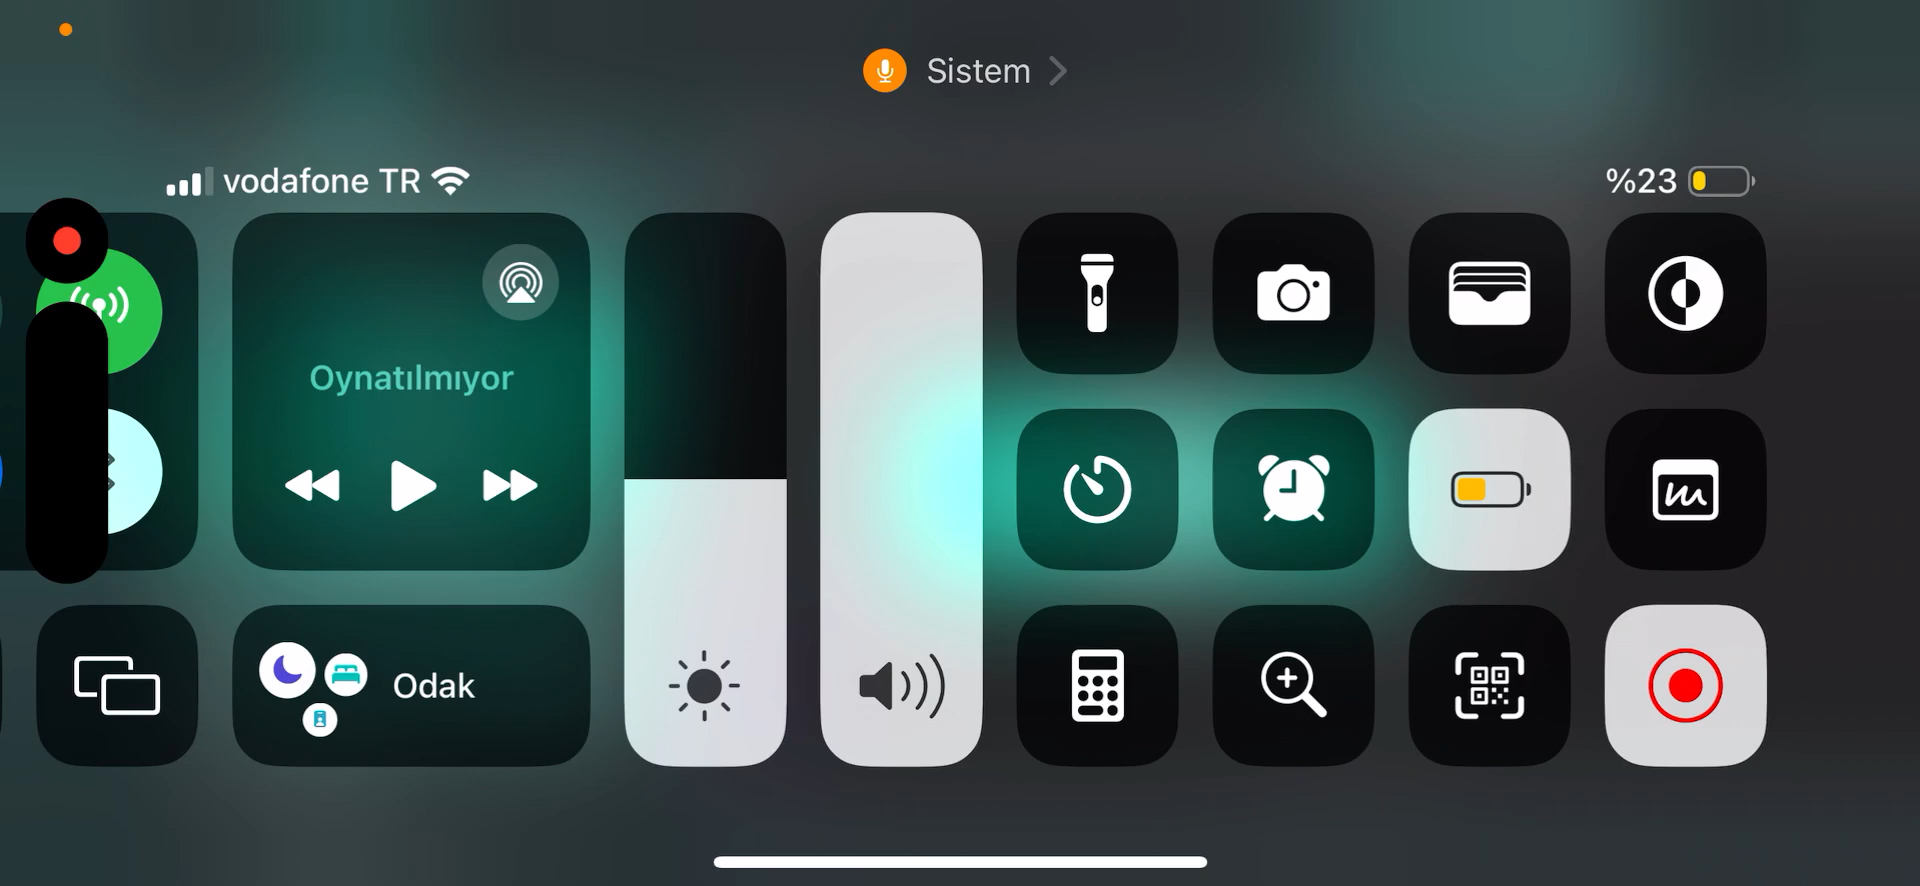 Sistem
vodafone TR
%23
Oynatılmıyor
Odak